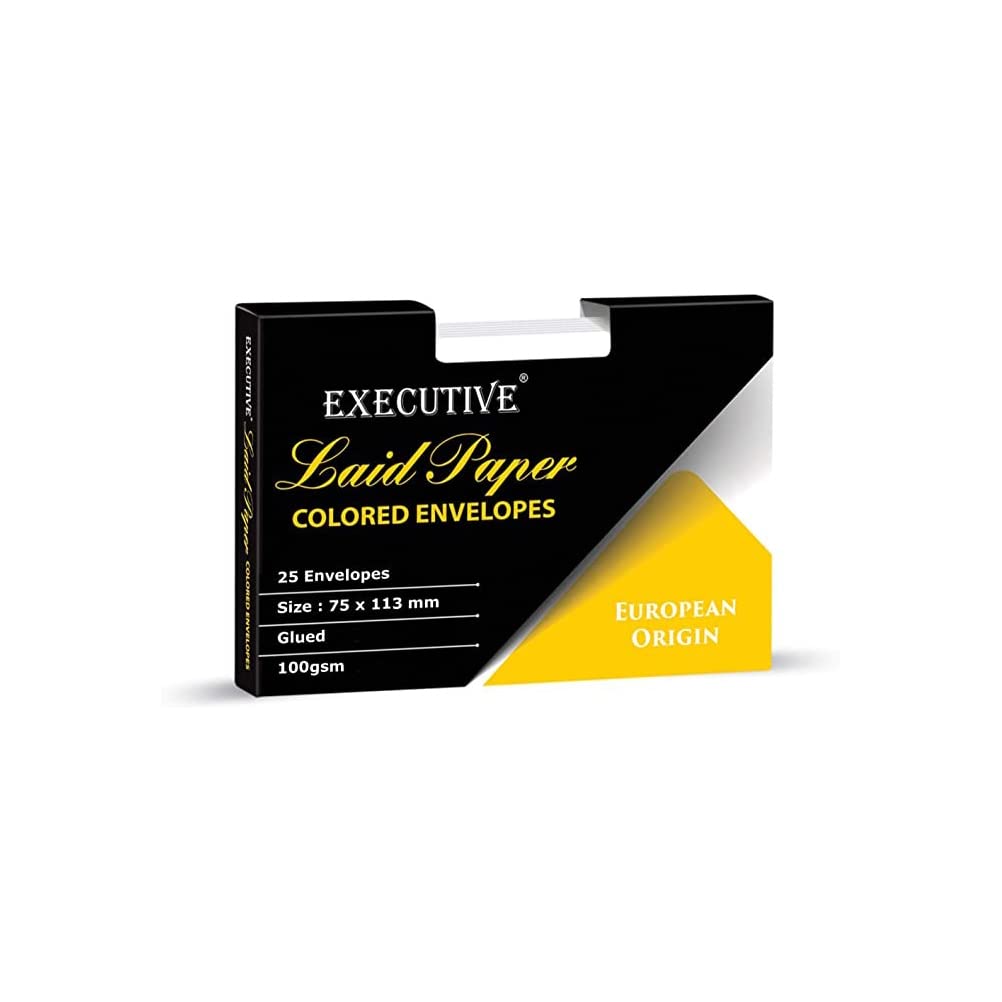 EXECUTIVE®
Laid Paper
COLORED ENVELOPES
25 Envelopes
Size : 75 x 113 mm
Glued
100gsm
EUROPEAN
ORIGIN
EXECUTIVE® Laid Paper COLORED ENVELOPES